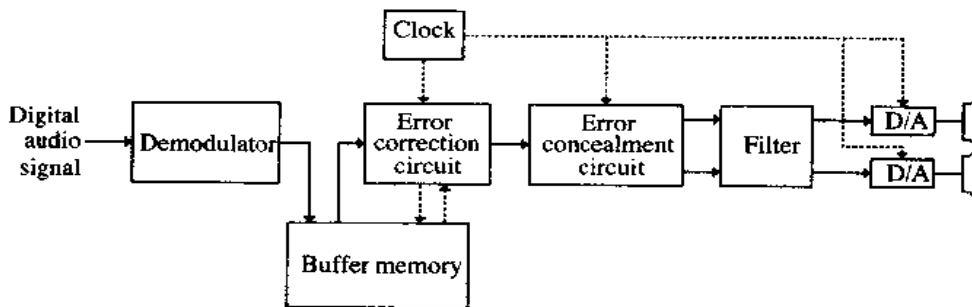 Clock
Digital
audio
signal
Demodulator
Error
correction
circuit
Error
concealment
circuit
Filter
D/A
D/A
Buffer memory